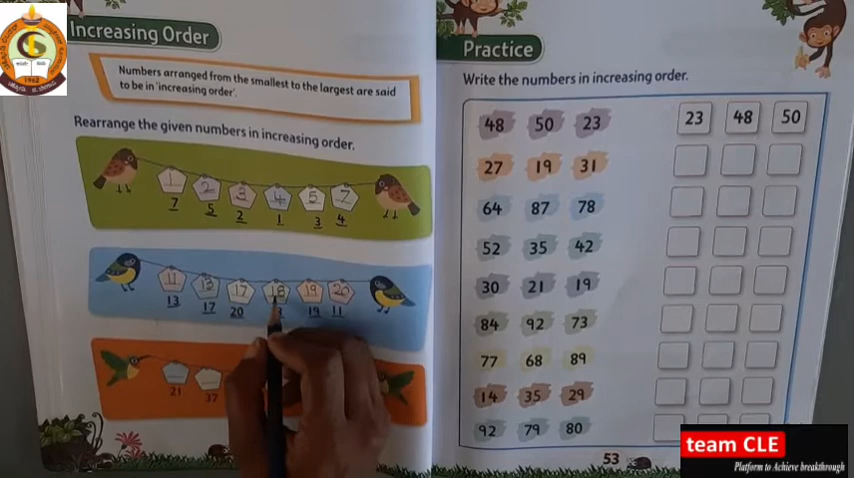 Increasing Order
Numbers arranged from the smallest to the largest are said
to be in 'increasing order'.
Rearrange the given numbers in increasing order.
1 2 3 4 5 7
7 5 2 1 3 4
11 13 17 18 19 20
13 17 20 19 11
21 37
Practice
Write the numbers in increasing order.
48 50 23 23 48 50
27 19 31
64 87 78
52 35 42
30 21 19
84 92 73
77 68 89
14 35 29
92 79 80
53
1962
team CLE
Platform to Achieve breakthrough